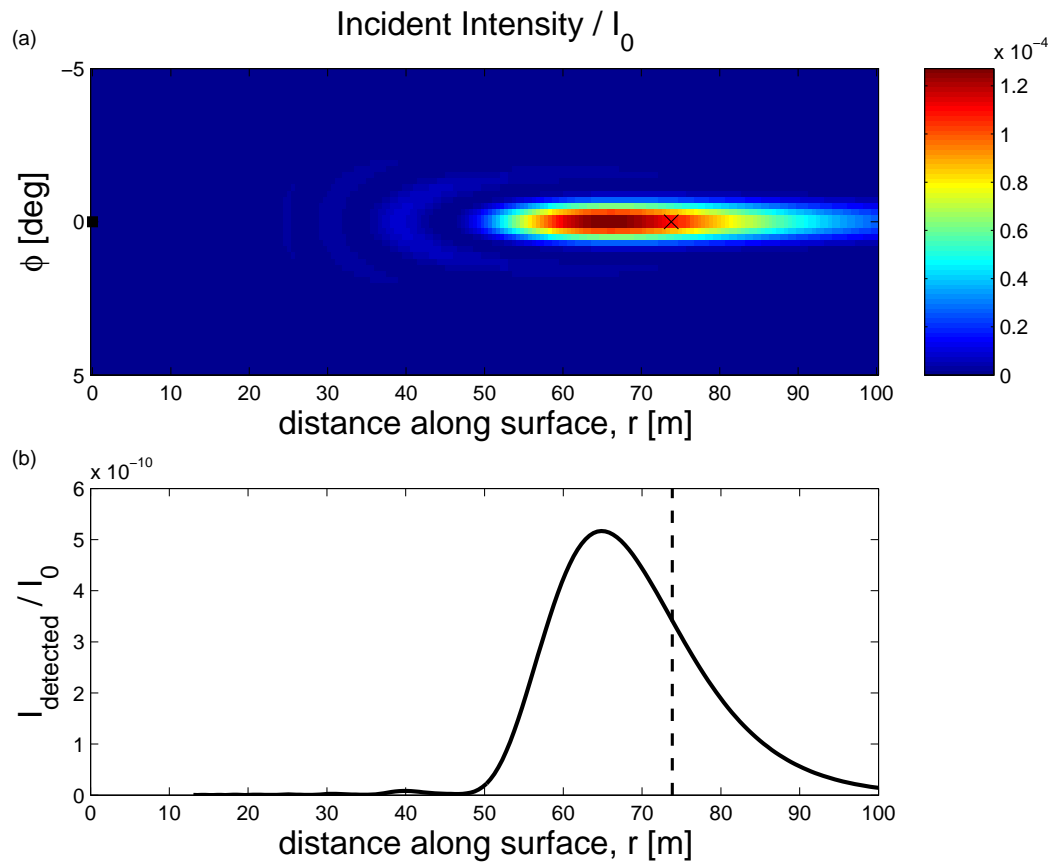 (a)
Incident Intensity / I₀
x 10⁻⁴
−5
0
5
ϕ [deg]
0 10 20 30 40 50 60 70 80 90 100
distance along surface, r [m]
1.2
1
0.8
0.6
0.4
0.2
0
(b)
x 10⁻¹⁰
6
5
4
3
2
1
0
I_detected / I₀
0 10 20 30 40 50 60 70 80 90 100
distance along surface, r [m]